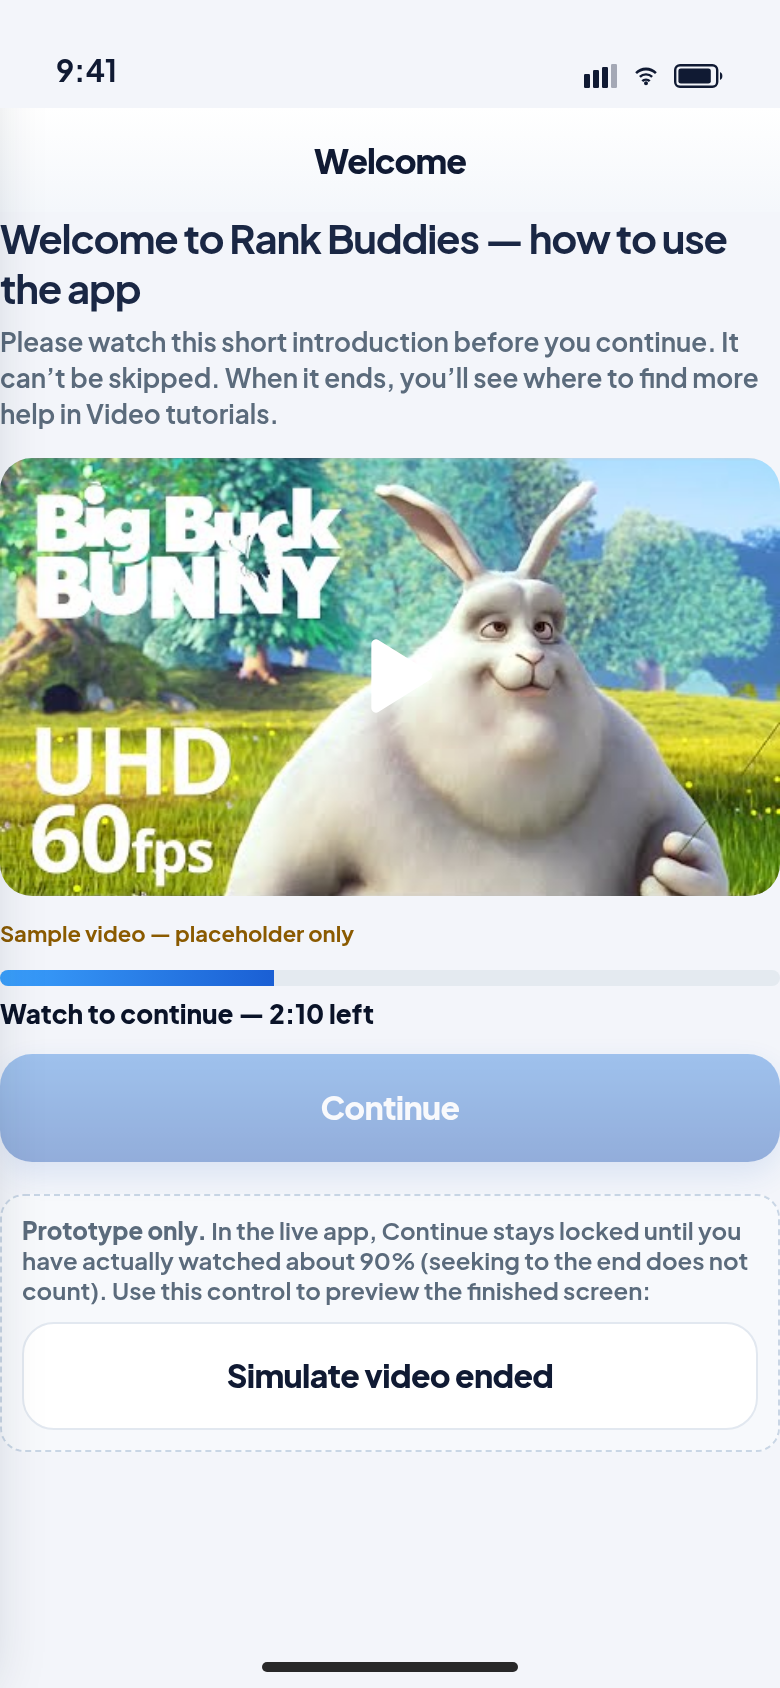 9:41
Welcome
Welcome to Rank Buddies — how to use
the app
Please watch this short introduction before you continue. It
can’t be skipped. When it ends, you’ll see where to find more
help in Video tutorials.
Big Buck
BUNNY
UHD
60fps
Sample video — placeholder only
Watch to continue — 2:10 left
Continue
Prototype only. In the live app, Continue stays locked until you
have actually watched about 90% (seeking to the end does not
count). Use this control to preview the finished screen:
Simulate video ended